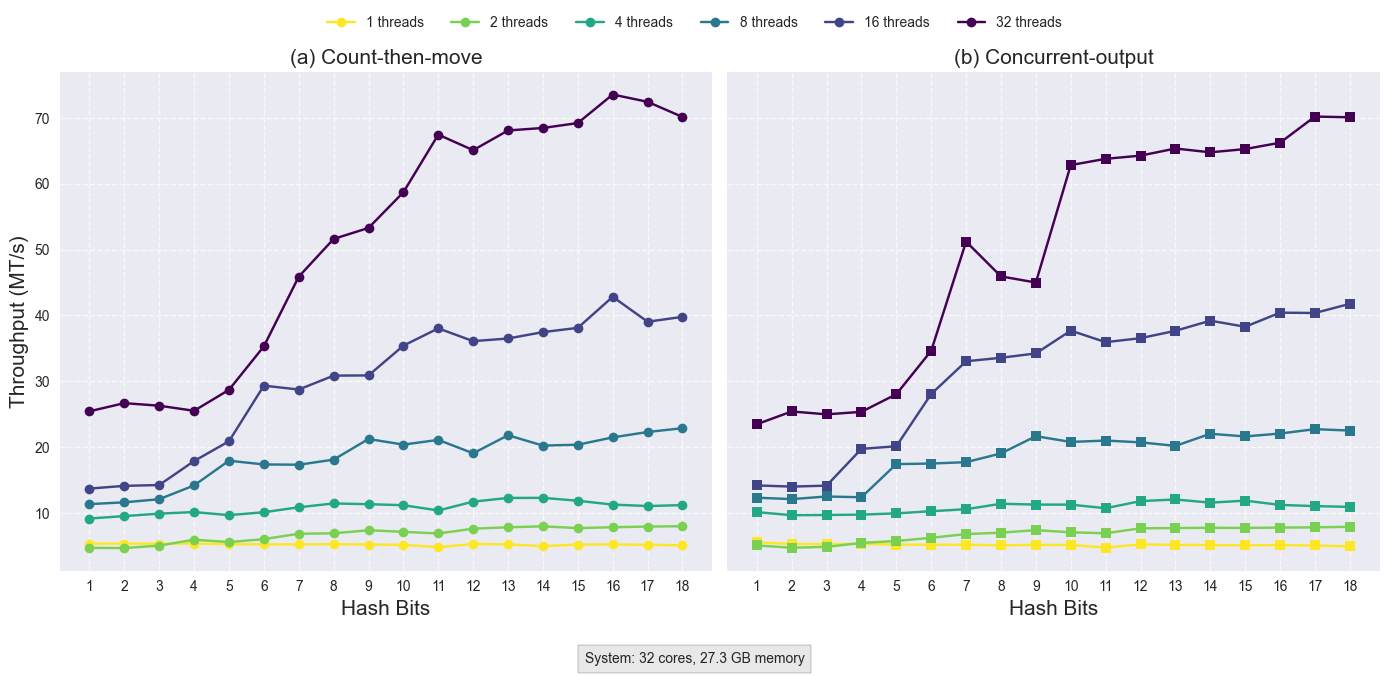 1 threads 2 threads 4 threads 8 threads 16 threads 32 threads
(a) Count-then-move
(b) Concurrent-output
Throughput (MT/s)
70
60
50
40
30
20
10
1 2 3 4 5 6 7 8 9 10 11 12 13 14 15 16 17 18
Hash Bits
1 2 3 4 5 6 7 8 9 10 11 12 13 14 15 16 17 18
Hash Bits
System: 32 cores, 27.3 GB memory